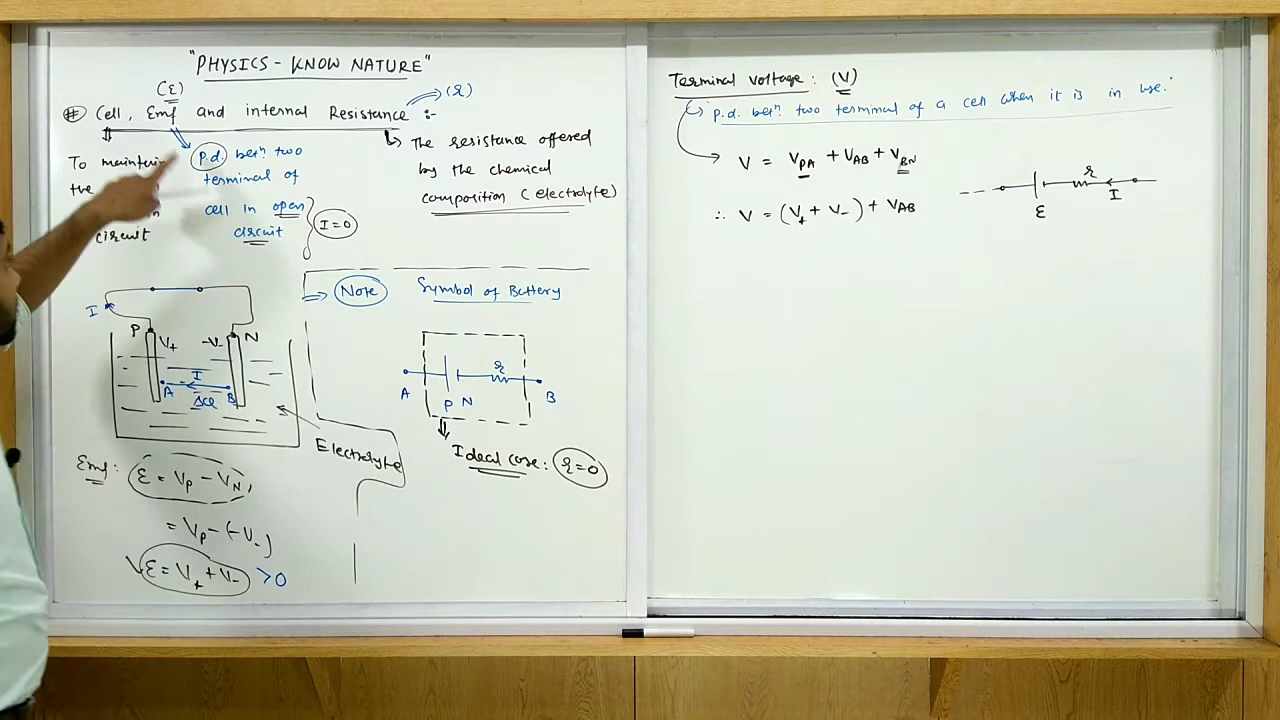 "PHYSICS - KNOW NATURE"
(ε)
(r)
# Cell, Emf and internal Resistance :-
To maintain
the
in
circuit
p.d. betⁿ two
terminal of
cell in open
circuit
I=0
The resistance offered
by the chemical
composition (electrolyte)
Note
Symbol of Battery
I
P
V₊
-V₋
N
I
A
B
ΔQ
Electrolyte
A
P N
r
B
Ideal case: r=0
Emf: ε = Vp - VN,
= Vp - (-V₋)
ε = V₊ + V₋ >0
Terminal voltage: (V)
p.d. betⁿ two terminal of a cell when it is in use.
V = VPA + VAB + VBN
∴ V = (V₊ + V₋) + VAB
r
ε
I